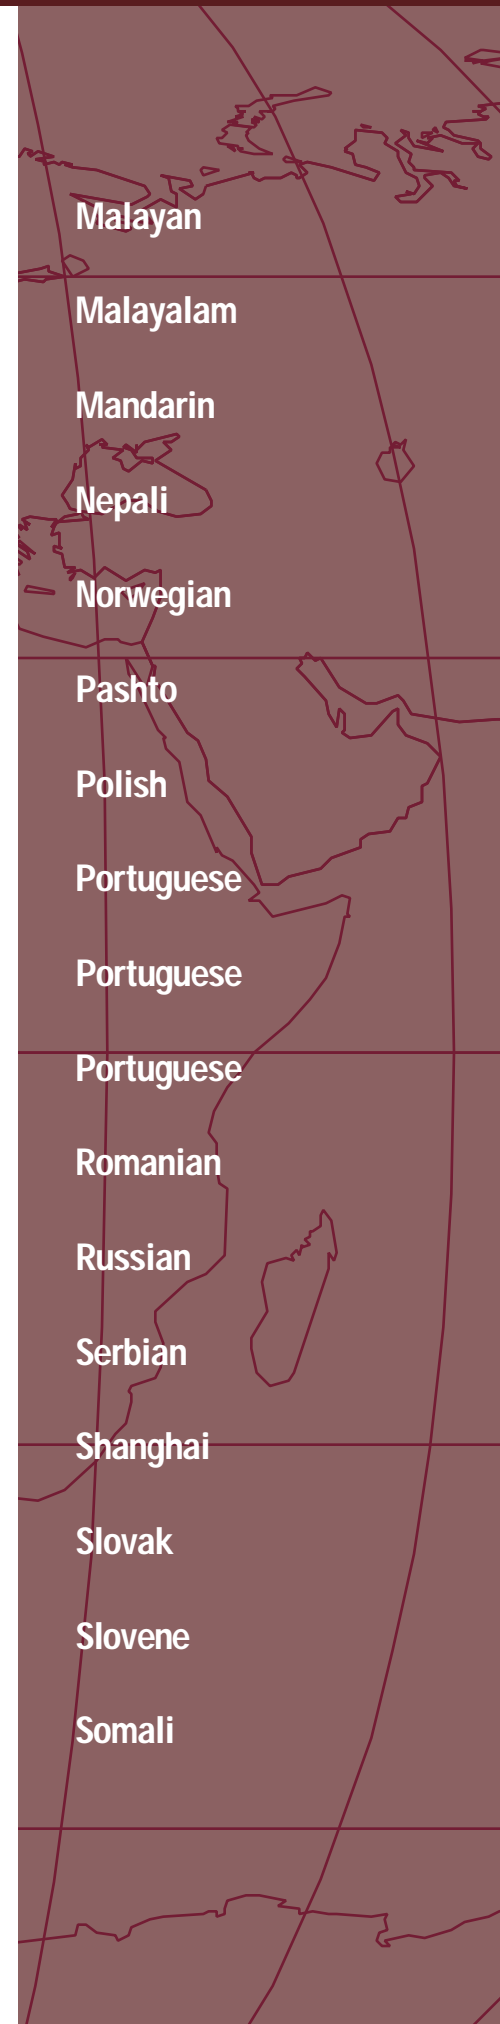 Malayan
Malayalam
Mandarin
Nepali
Norwegian
Pashto
Polish
Portuguese
Portuguese
Portuguese
Romanian
Russian
Serbian
Shanghai
Slovak
Slovene
Somali